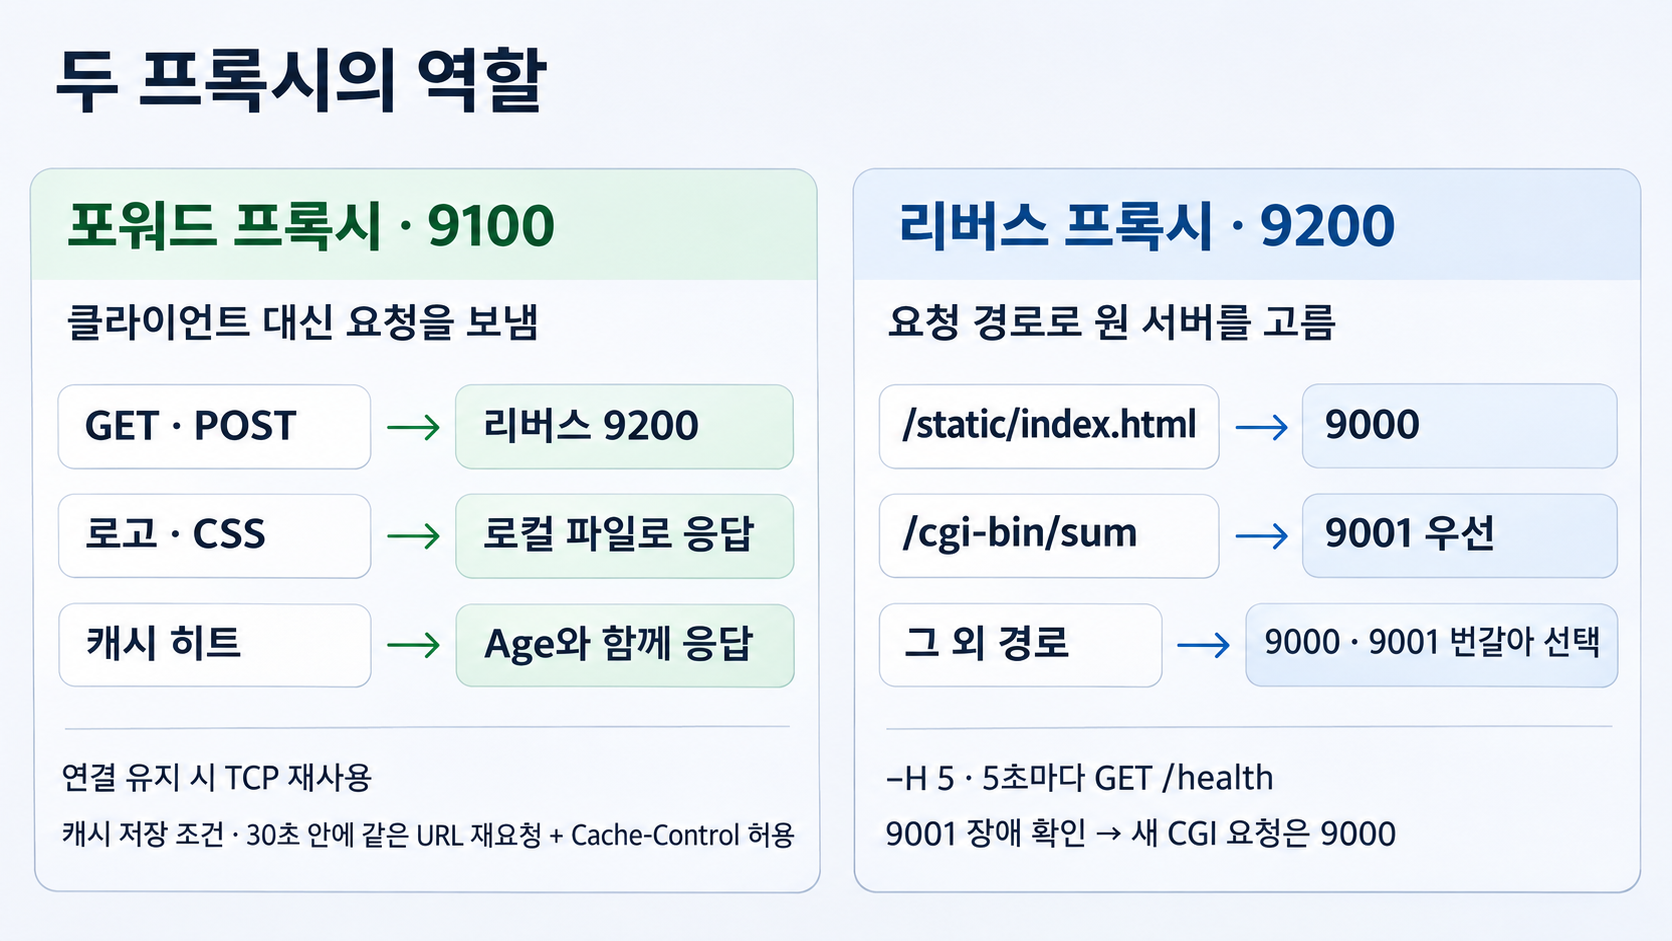 두 프록시의 역할
포워드 프록시 · 9100
클라이언트 대신 요청을 보냄
GET · POST → 리버스 9200
로고 · CSS → 로컬 파일로 응답
캐시 히트 → Age와 함께 응답
연결 유지 시 TCP 재사용
캐시 저장 조건 · 30초 안에 같은 URL 재요청 + Cache-Control 허용
리버스 프록시 · 9200
요청 경로로 원 서버를 고름
/static/index.html → 9000
/cgi-bin/sum → 9001 우선
그 외 경로 → 9000 · 9001 번갈아 선택
–H 5 · 5초마다 GET /health
9001 장애 확인 → 새 CGI 요청은 9000